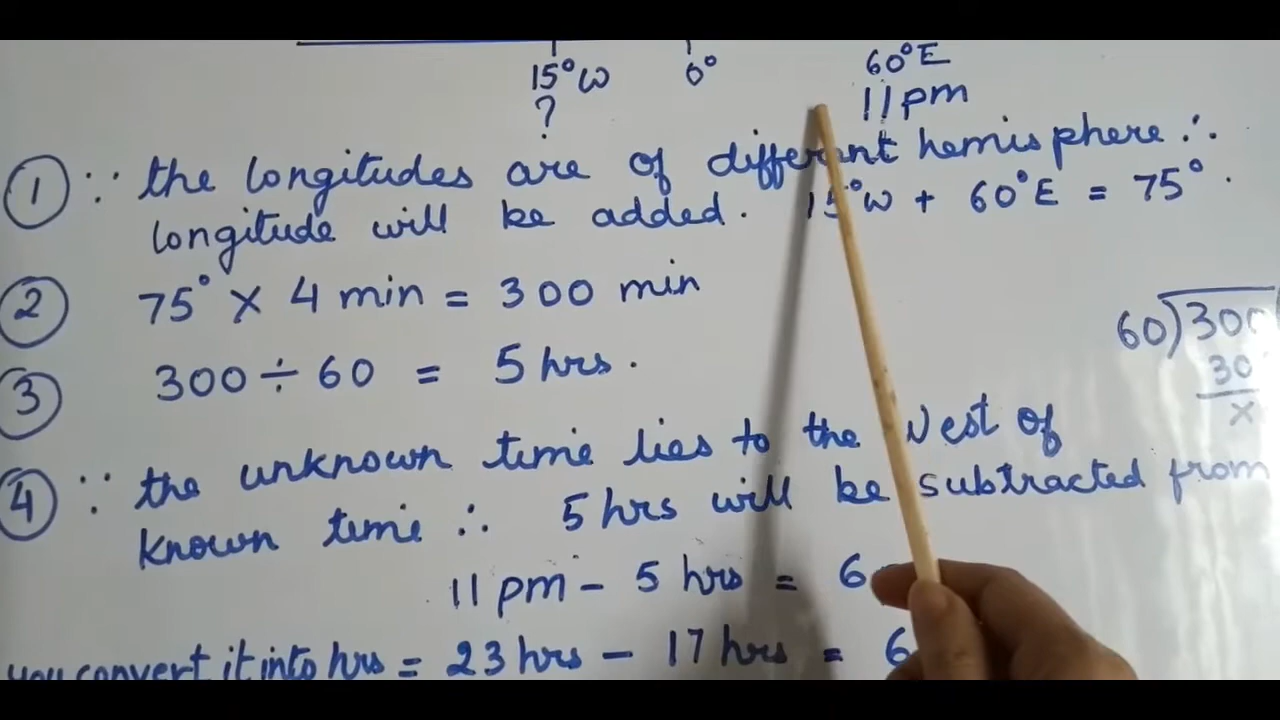 15°W 0° 60°E
? 11 pm
① ∵ the longitudes are of different hemisphere ∴
longitude will be added. 15°W + 60°E = 75°.
② 75° × 4 min = 300 min
③ 300 ÷ 60 = 5 hrs.
60)300
30
x
④ ∵ the unknown time lies to the West of
known time ∴ 5 hrs will be subtracted from
11 pm – 5 hrs = 6
you convert it into hrs = 23 hrs – 17 hrs = 6